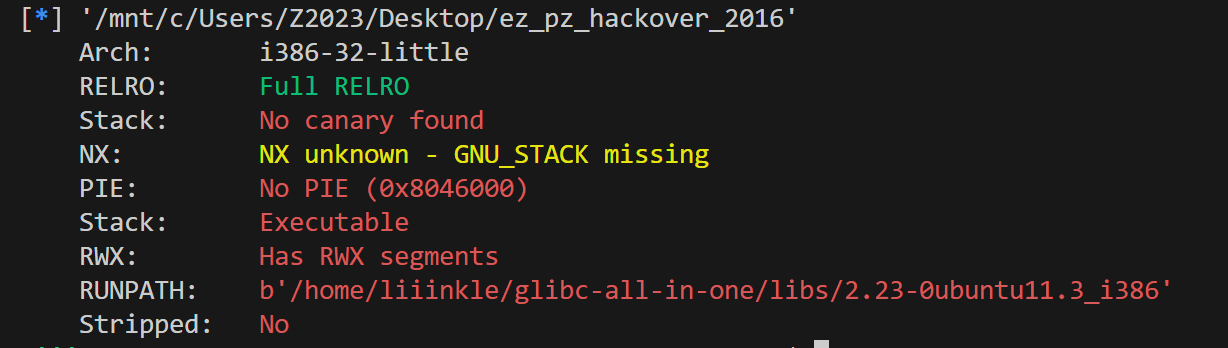 [*] '/mnt/c/Users/Z2023/Desktop/ez_pz_hackover_2016'
Arch: i386-32-little
RELRO: Full RELRO
Stack: No canary found
NX: NX unknown - GNU_STACK missing
PIE: No PIE (0x8046000)
Stack: Executable
RWX: Has RWX segments
RUNPATH: b'/home/liiinkle/glibc-all-in-one/libs/2.23-0ubuntu11.3_i386'
Stripped: No